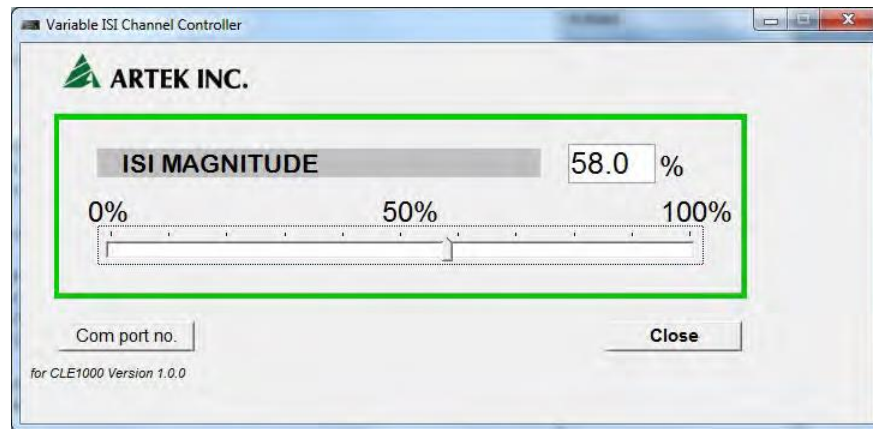 Variable ISI Channel Controller
ARTEK INC.
ISI MAGNITUDE 58.0 %
0% 50% 100%
Com port no. Close
for CLE1000 Version 1.0.0